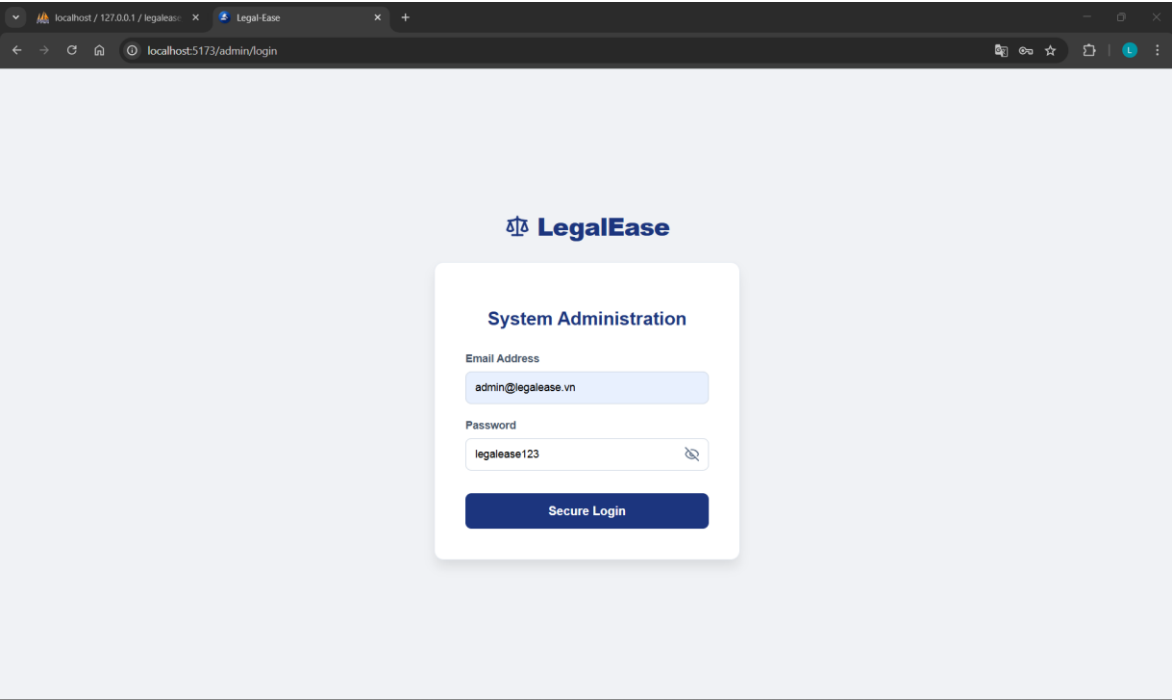 localhost / 127.0.0.1 / legalease
Legal-Ease
localhost:5173/admin/login
L
LegalEase
System Administration
Email Address
admin@legalease.vn
Password
legalease123
Secure Login